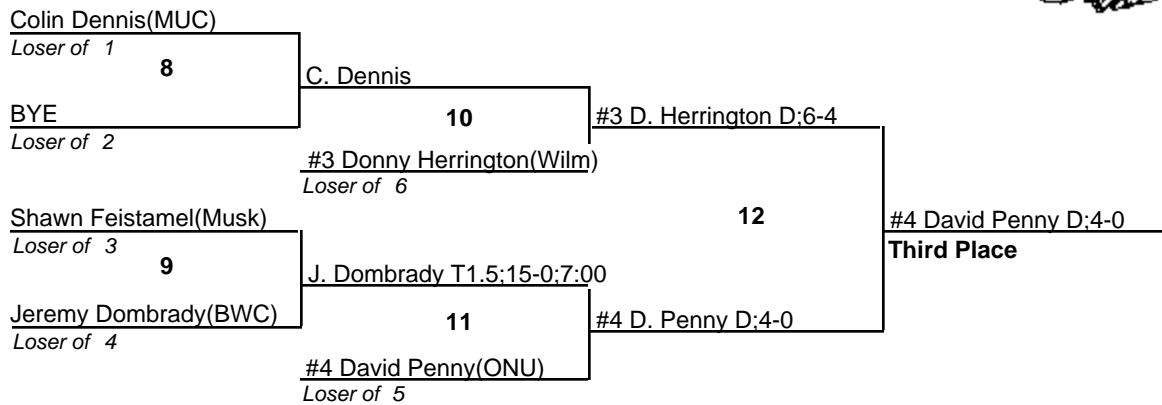 Colin Dennis(MUC)
Loser of 1
8
C. Dennis
BYE
Loser of 2
10
#3 D. Herrington D;6-4
#3 Donny Herrington(Wilm)
Loser of 6
Shawn Feistamel(Musk)
Loser of 3
12
#4 David Penny D;4-0
Third Place
9
J. Dombrady T1.5;15-0;7:00
Jeremy Dombrady(BWC)
Loser of 4
11
#4 D. Penny D;4-0
#4 David Penny(ONU)
Loser of 5